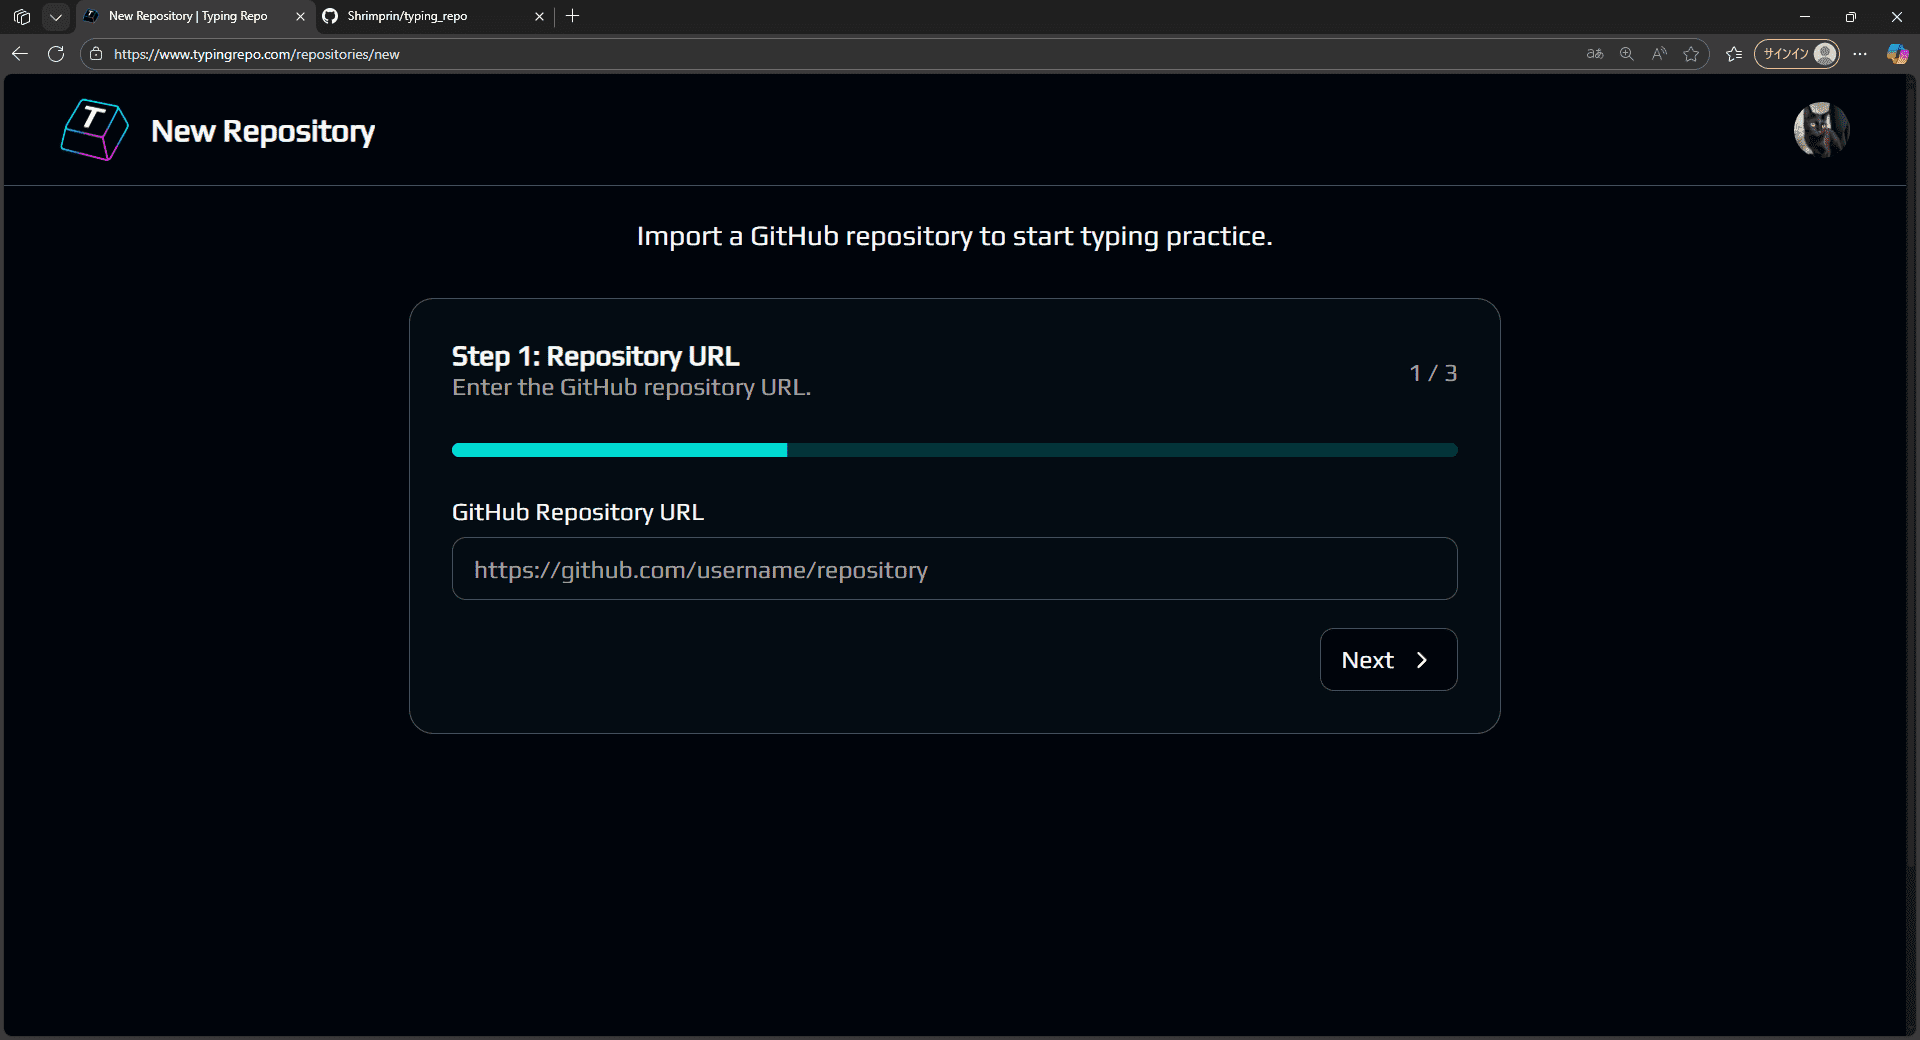 New Repository | Typing Repo
Shrimprin/typing_repo
https://www.typingrepo.com/repositories/new
サインイン
T
New Repository
Import a GitHub repository to start typing practice.
Step 1: Repository URL
Enter the GitHub repository URL.
1 / 3
GitHub Repository URL
https://github.com/username/repository
Next